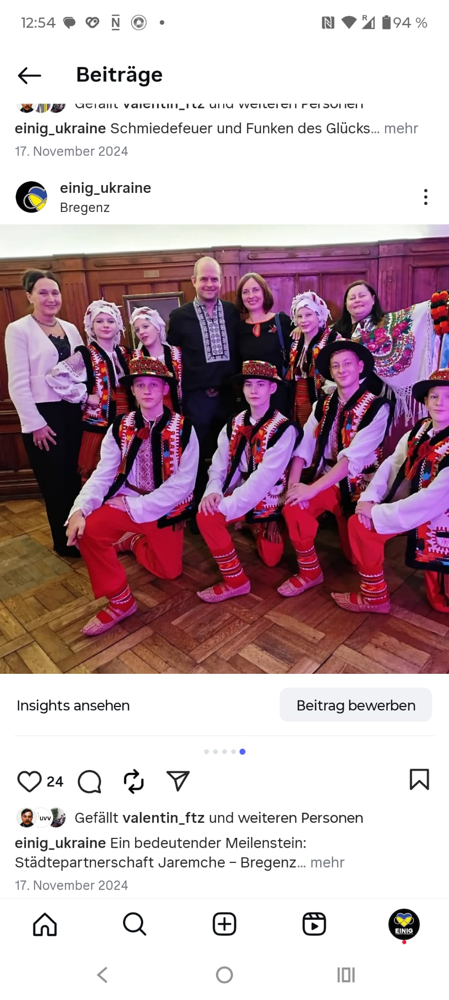 12:54
R
94 %
Beiträge
Gefällt valentin_ftz und weiteren Personen
einig_ukraine Schmiedefeuer und Funken des Glücks... mehr
17. November 2024
einig_ukraine
Bregenz
Insights ansehen
Beitrag bewerben
24
UVV
Gefällt valentin_ftz und weiteren Personen
einig_ukraine Ein bedeutender Meilenstein:
Städtepartnerschaft Jaremche – Bregenz... mehr
17. November 2024
EINIG